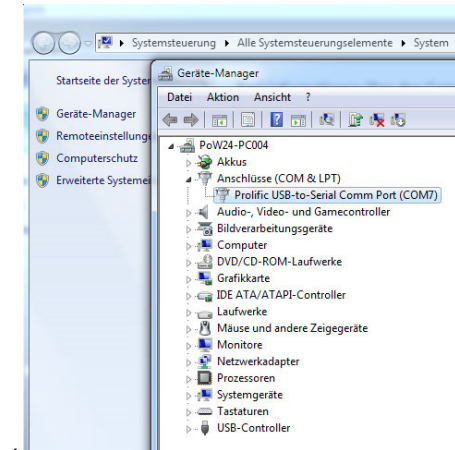 Systemsteuerung Alle Systemsteuerungselemente System
Startseite der Syster
Geräte-Manager
Remoteeinstellunge
Computerschutz
Erweiterte Systemei
Geräte-Manager
Datei Aktion Ansicht ?
PoW24-PC004
Akkus
Anschlüsse (COM & LPT)
Prolific USB-to-Serial Comm Port (COM7)
Audio-, Video- und Gamecontroller
Bildverarbeitungsgeräte
Computer
DVD/CD-ROM-Laufwerke
Grafikkarte
IDE ATA/ATAPI-Controller
Laufwerke
Mäuse und andere Zeigegeräte
Monitore
Netzwerkadapter
Prozessoren
Systemgeräte
Tastaturen
USB-Controller